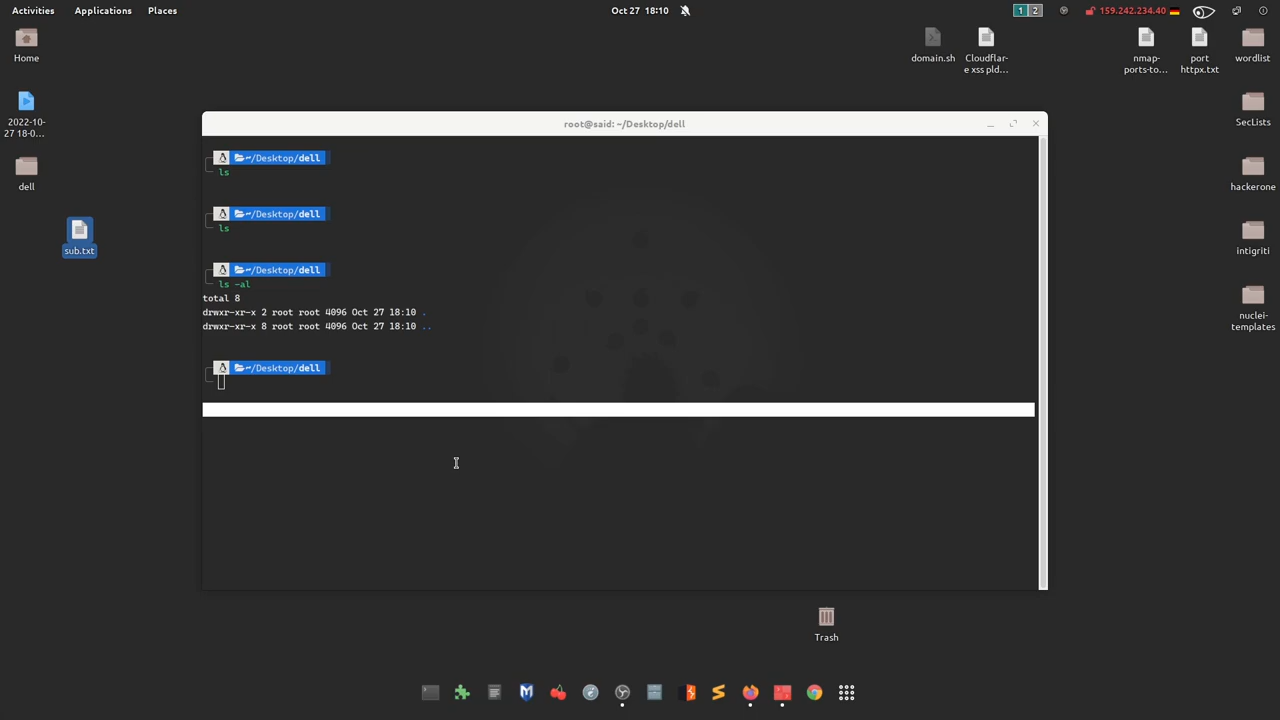 Activities Applications Places Oct 27 18:10 1 2 159.242.234.40
Home
2022-10-
27 18-0...
dell
sub.txt
domain.sh
Cloudflar-
e xss pld...
nmap-
ports-to...
port
httpx.txt
wordlist
SecLists
hackerone
intigriti
nuclei-
templates
root@said: ~/Desktop/dell
~/Desktop/dell
ls
~/Desktop/dell
ls
~/Desktop/dell
ls -al
total 8
drwxr-xr-x 2 root root 4096 Oct 27 18:10 .
drwxr-xr-x 8 root root 4096 Oct 27 18:10 ..
~/Desktop/dell
Trash